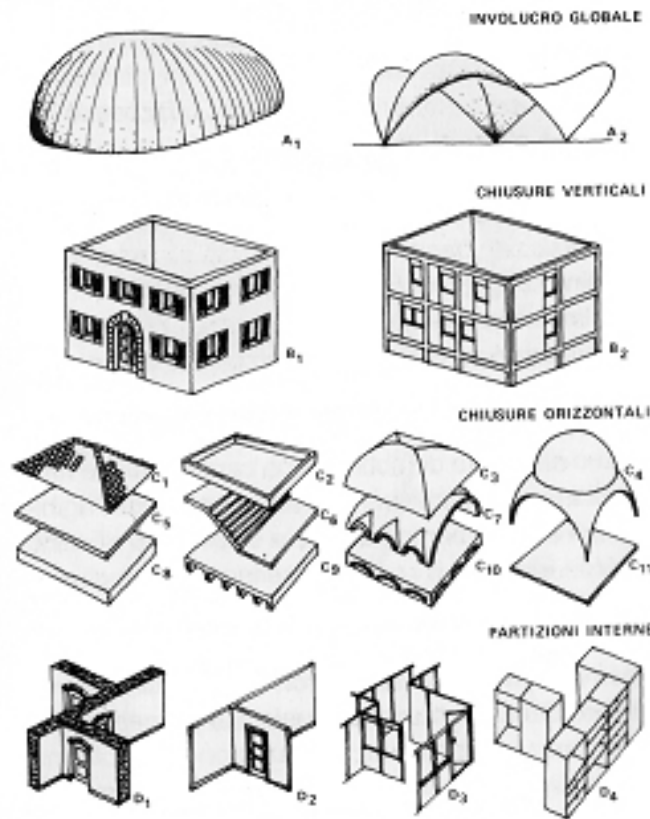 INVOLUCRO GLOBALE
A1
A2
CHIUSURE VERTICALI
B1
B2
CHIUSURE ORIZZONTALI
C1
C2
C3
C4
C5
C6
C7
C8
C9
C10
C11
PARTIZIONI INTERNE
D1
D2
D3
D4